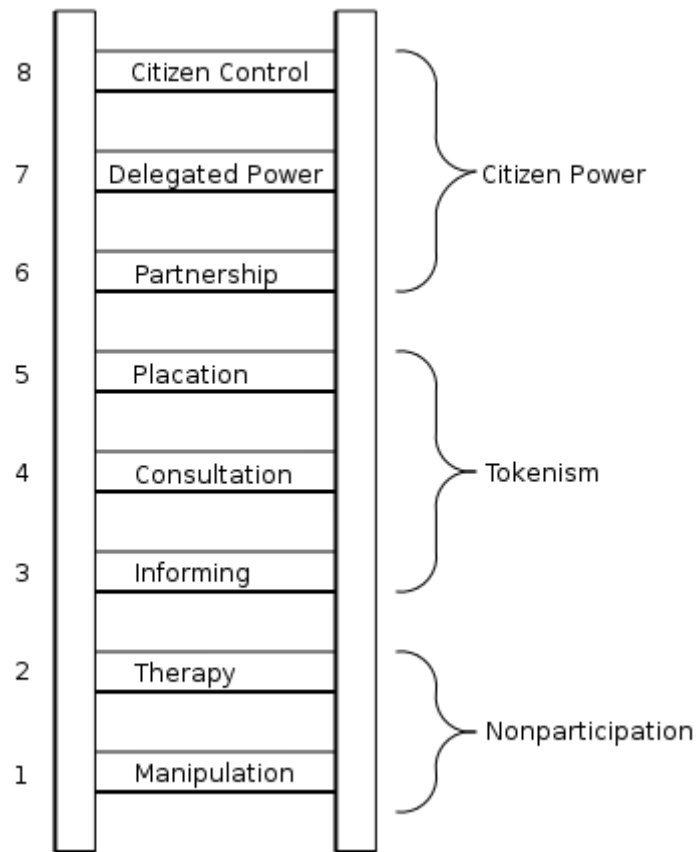 8 Citizen Control
7 Delegated Power
Citizen Power
6 Partnership
5 Placation
4 Consultation
Tokenism
3 Informing
2 Therapy
Nonparticipation
1 Manipulation